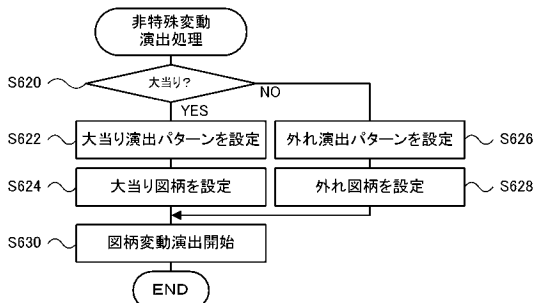 非特殊変動
演出処理
S620
大当り?
NO
YES
S622
大当り演出パターンを設定
外れ演出パターンを設定
S626
S624
大当り図柄を設定
外れ図柄を設定
S628
S630
図柄変動演出開始
END